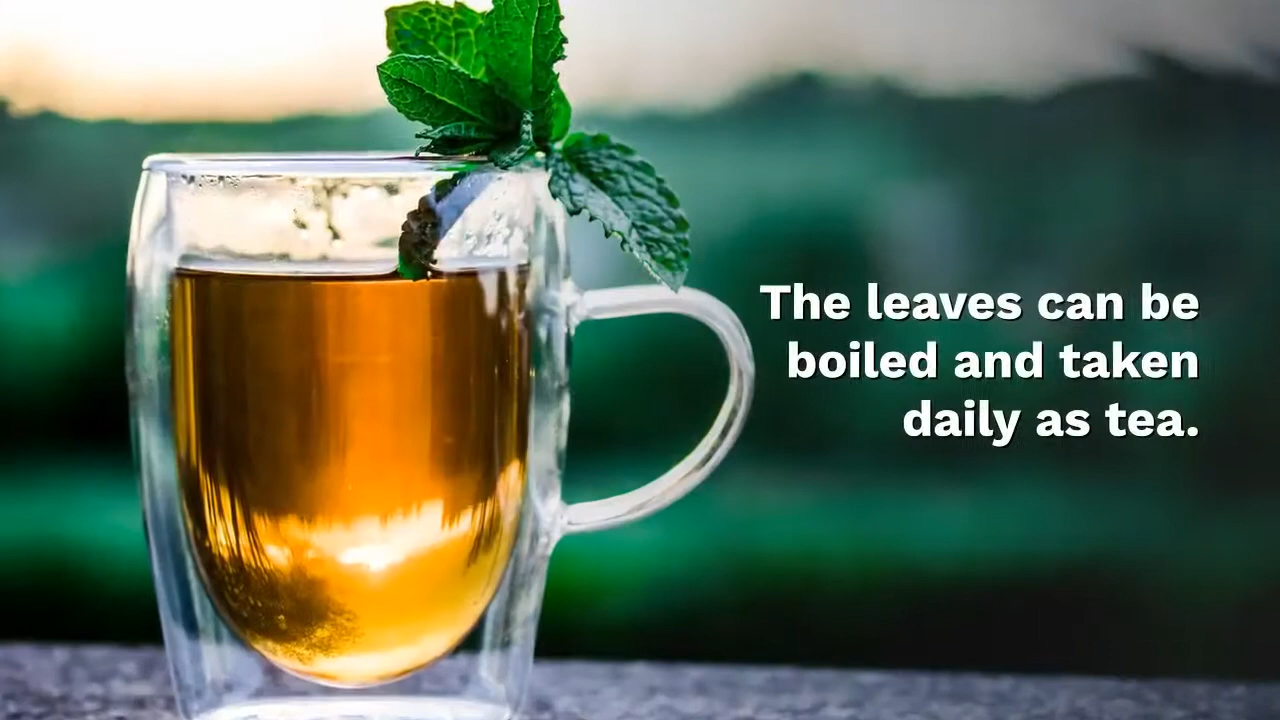 The leaves can be
boiled and taken
daily as tea.